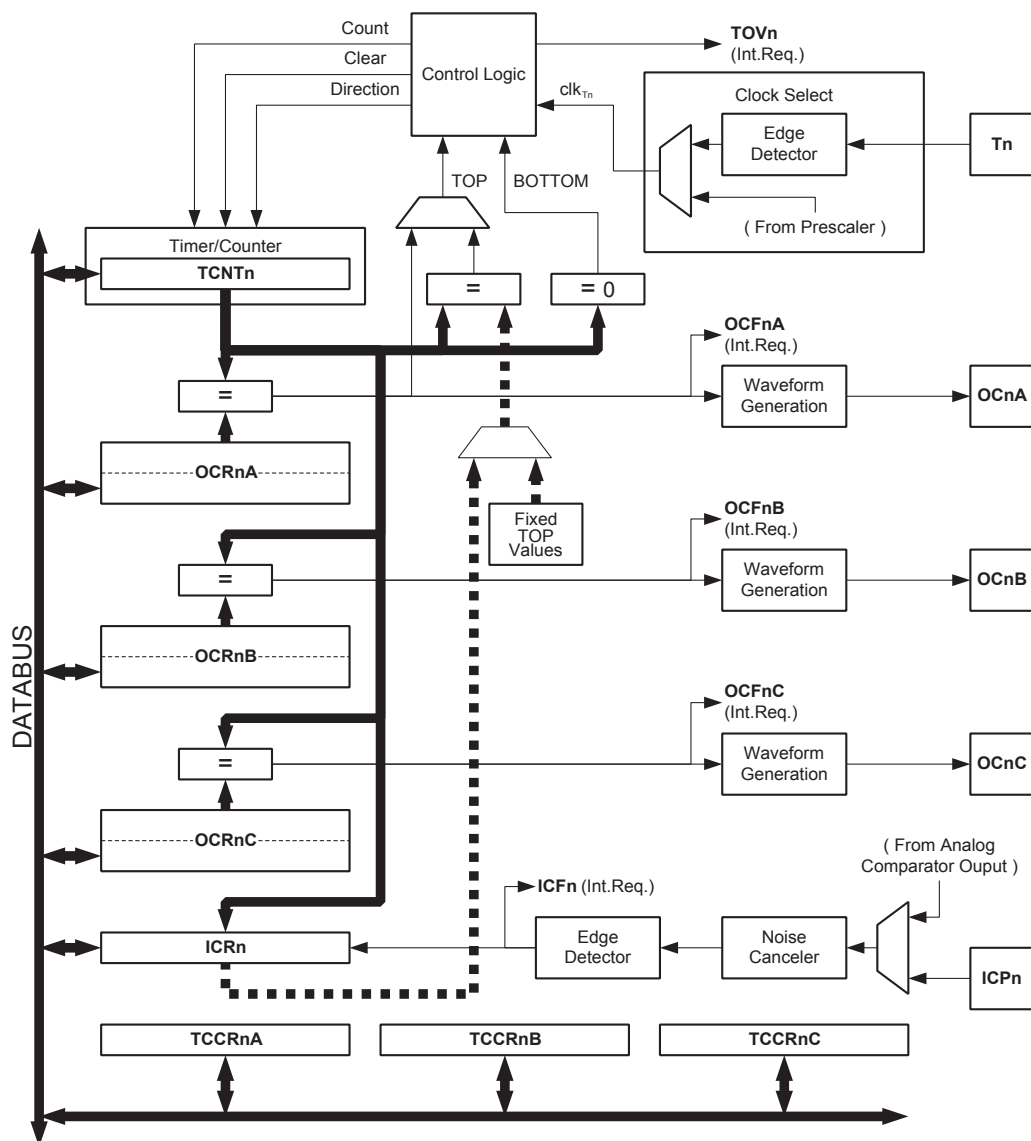 Count
Clear
Direction
Control Logic
TOVn
(Int.Req.)
clkTn
Clock Select
Edge
Detector
Tn
( From Prescaler )
TOP
BOTTOM
Timer/Counter
TCNTn
=
= 0
OCFnA
(Int.Req.)
=
Waveform
Generation
OCnA
OCRnA
Fixed
TOP
Values
OCFnB
(Int.Req.)
=
Waveform
Generation
OCnB
OCRnB
DATABUS
OCFnC
(Int.Req.)
=
Waveform
Generation
OCnC
OCRnC
( From Analog
Comparator Ouput )
ICFn (Int.Req.)
ICRn
Edge
Detector
Noise
Canceler
ICPn
TCCRnA
TCCRnB
TCCRnC